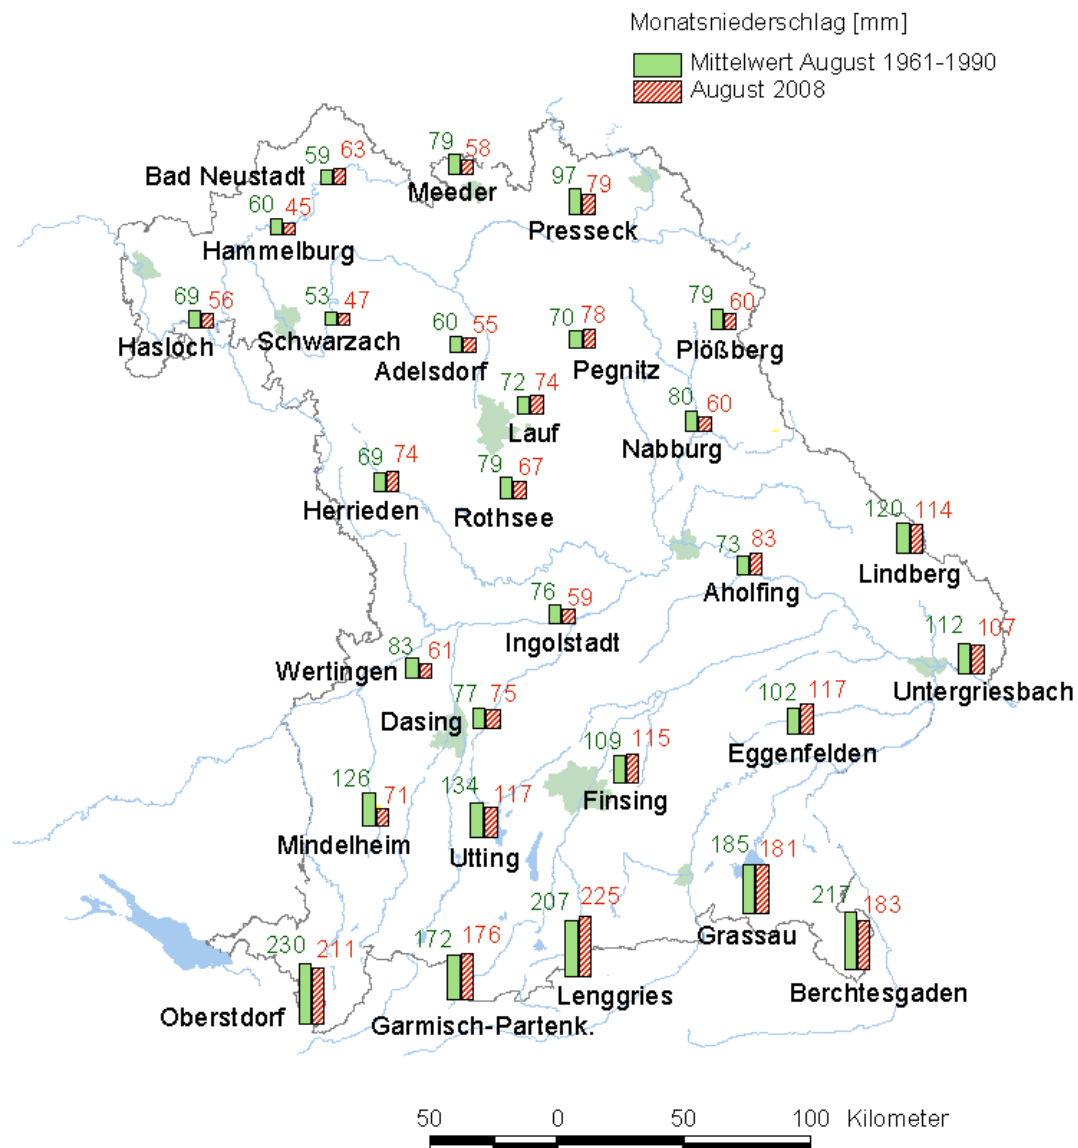 Monatsniederschlag [mm]
Mittelwert August 1961-1990
August 2008
59 63
Bad Neustadt
79 58
Meeder
97 79
Presseck
60 45
Hammelburg
69 56
Hasloch
53 47
Schwarzach
60 55
Adelsdorf
70 78
Pegnitz
79 60
Plößberg
72 74
Lauf
80 60
Nabburg
69 74
Herrieden
79 67
Rothsee
120 114
Lindberg
73 83
Aholfing
76 59
Ingolstadt
112 107
Untergriesbach
83 61
Wertingen
77 75
Dasing
102 117
Eggenfelden
109 115
Finsing
126 71
Mindelheim
134 117
Utting
185 181
Grassau
217 183
Berchtesgaden
207 225
Lenggries
172 176
Garmisch-Partenk.
230 211
Oberstdorf
50 0 50 100 Kilometer